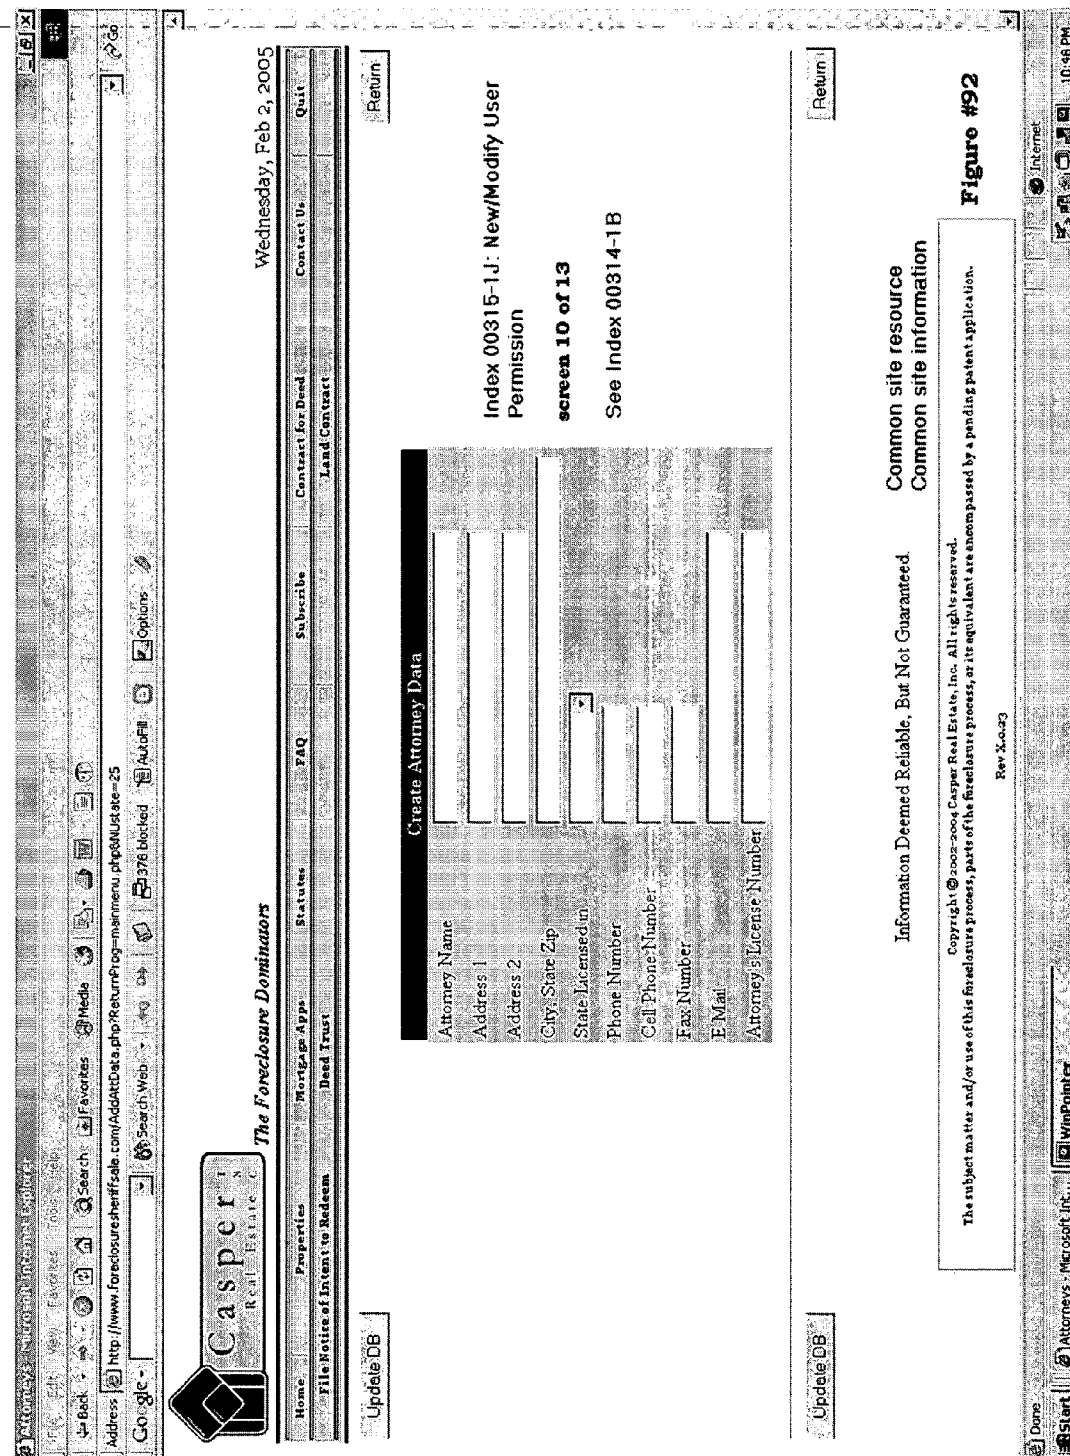 Attorneys - Microsoft Internet Explorer
File Edit View Favorites Tools Help
Back Search Favorites Media
Address http://www.foreclosuresheriffsale.com/AddAttData.php?ReturnProg=mainmenu.php&NUstate=25 Go
Google Search Web 376 blocked AutoFill Options
Casper INC
Real Estate
The Foreclosure Dominators
Wednesday, Feb 2, 2005
Home Properties Mortgage Apps Statutes FAQ Subscribe Contract for Deed Contact Us Quit
File Notice of Intent to Redeem Deed Trust Land Contract
Update DB Return
Create Attorney Data
Attorney Name
Address 1
Address 2
City, State Zip
State Licensed in
Phone Number
Cell Phone Number
Fax Number
E Mail
Attorney's License Number
Index 00315-1J: New/Modify User
Permission
screen 10 of 13
See Index 00314-1B
Update DB Return
Information Deemed Reliable, But Not Guaranteed.
Common site resource
Common site information
Copyright © 2002-2004 Casper Real Estate, Inc. All rights reserved.
The subject matter and/or use of this foreclosure process, parts of the foreclosure process, or its equivalent are encompassed by a pending patent application.
Rev X.0.23
Figure #92
Done Internet
Start Attorneys - Microsoft Int... WinPointer 10:46 PM